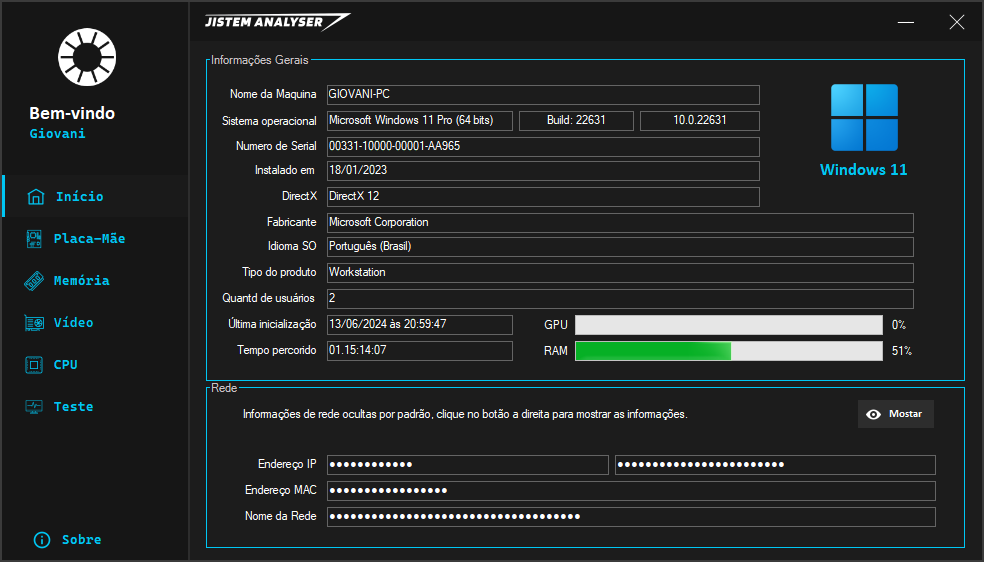 JISTEM ANALYSER
Bem-vindo
Giovani
Início
Placa-Mãe
Memória
Vídeo
CPU
Teste
Sobre
Informações Gerais
Nome da Maquina GIOVANI-PC
Sistema operacional Microsoft Windows 11 Pro (64 bits) Build: 22631 10.0.22631
Numero de Serial 00331-10000-00001-AA965
Instalado em 18/01/2023
DirectX DirectX 12
Windows 11
Fabricante Microsoft Corporation
Idioma SO Português (Brasil)
Tipo do produto Workstation
Quantd de usuários 2
Última inicialização 13/06/2024 às 20:59:47 GPU 0%
Tempo percorido 01.15:14:07 RAM 51%
Rede
Informações de rede ocultas por padrão, clique no botão a direita para mostrar as informações. Mostar
Endereço IP ●●●●●●●●●●●● ●●●●●●●●●●●●●●●●●●●●●●●●
Endereço MAC ●●●●●●●●●●●●●●●●●
Nome da Rede ●●●●●●●●●●●●●●●●●●●●●●●●●●●●●●●●●●●●